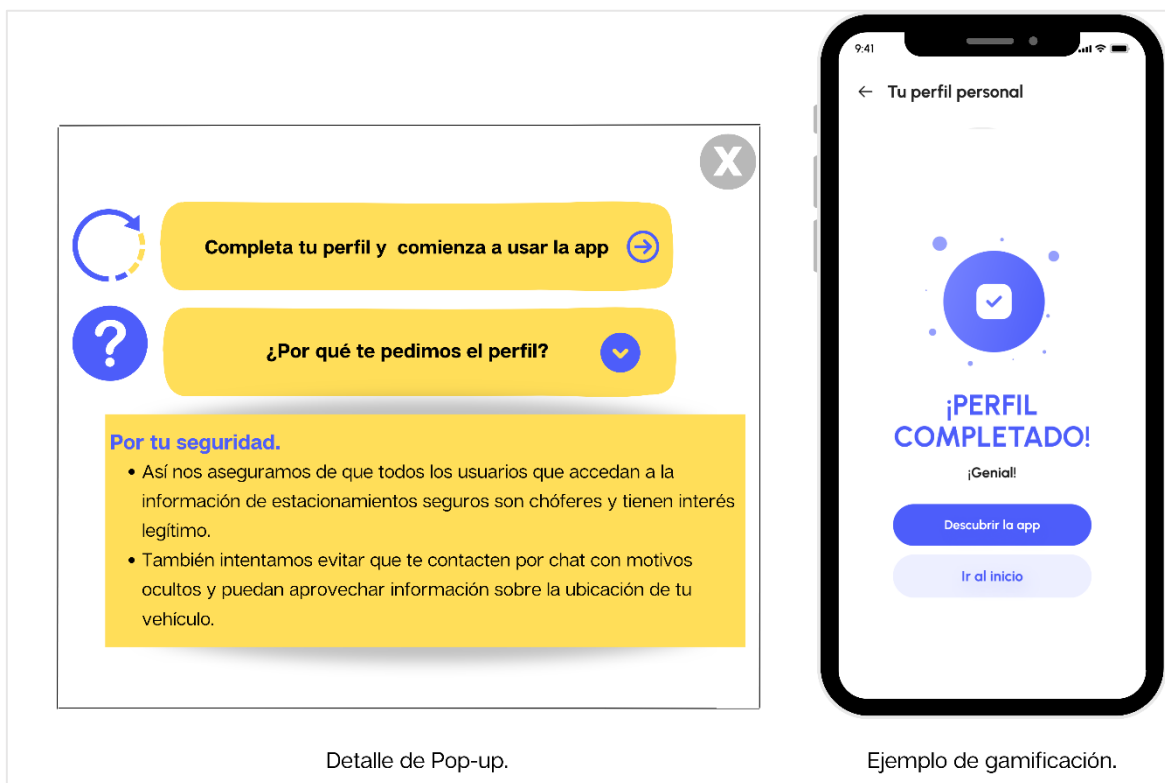 X
Completa tu perfil y comienza a usar la app
?
¿Por qué te pedimos el perfil?
Por tu seguridad.
• Así nos aseguramos de que todos los usuarios que accedan a la
información de estacionamientos seguros son chóferes y tienen interés
legítimo.
• También intentamos evitar que te contacten por chat con motivos
ocultos y puedan aprovechar información sobre la ubicación de tu
vehículo.
Detalle de Pop-up.
9:41
← Tu perfil personal
¡PERFIL
COMPLETADO!
¡Genial!
Descubrir la app
Ir al inicio
Ejemplo de gamificación.